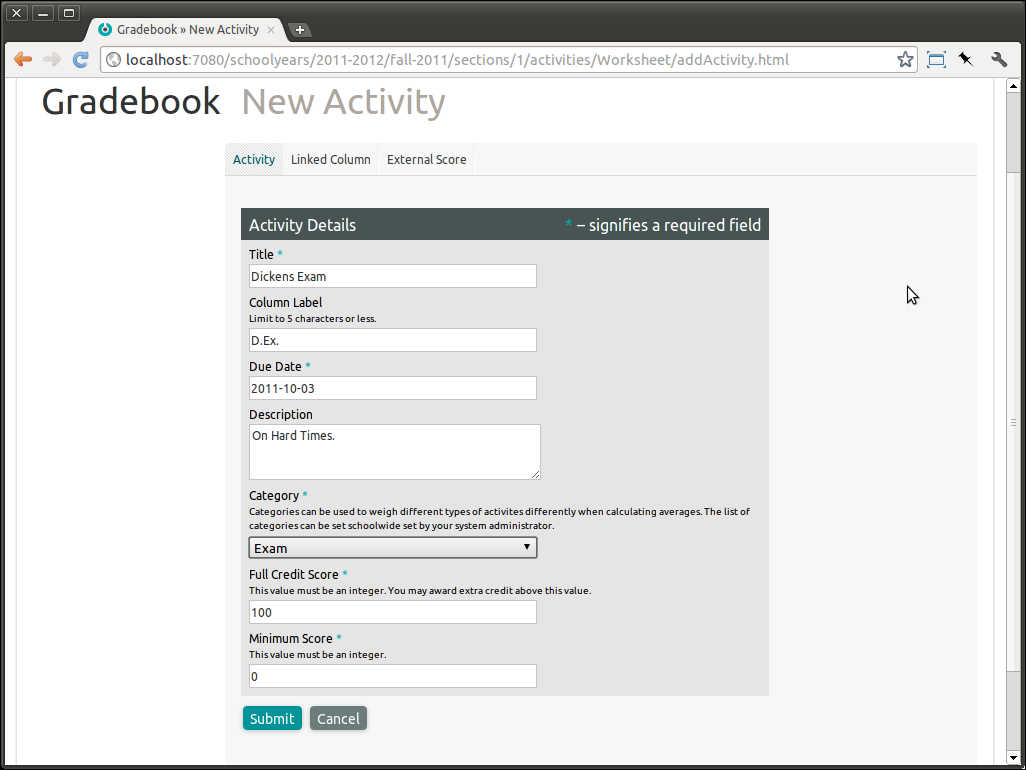 Gradebook » New Activity
localhost:7080/schoolyears/2011-2012/fall-2011/sections/1/activities/Worksheet/addActivity.html
Gradebook New Activity
Activity Linked Column External Score
Activity Details * – signifies a required field
Title *
Dickens Exam
Column Label
Limit to 5 characters or less.
D.Ex.
Due Date *
2011-10-03
Description
On Hard Times.
Category *
Categories can be used to weigh different types of activites differently when calculating averages. The list of
categories can be set schoolwide set by your system administrator.
Exam
Full Credit Score *
This value must be an integer. You may award extra credit above this value.
100
Minimum Score *
This value must be an integer.
0
Submit Cancel